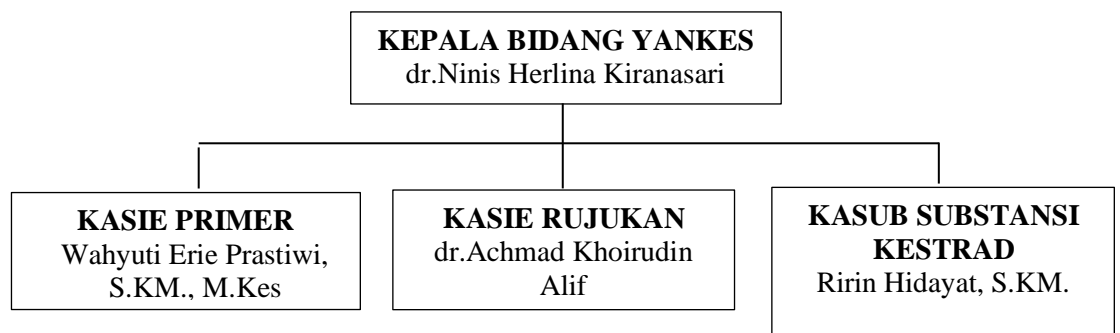 KEPALA BIDANG YANKES
dr.Ninis Herlina Kiranasari
KASIE PRIMER
Wahyuti Erie Prastiwi,
S.KM., M.Kes
KASIE RUJUKAN
dr.Achmad Khoirudin
Alif
KASUB SUBSTANSI
KESTRAD
Ririn Hidayat, S.KM.